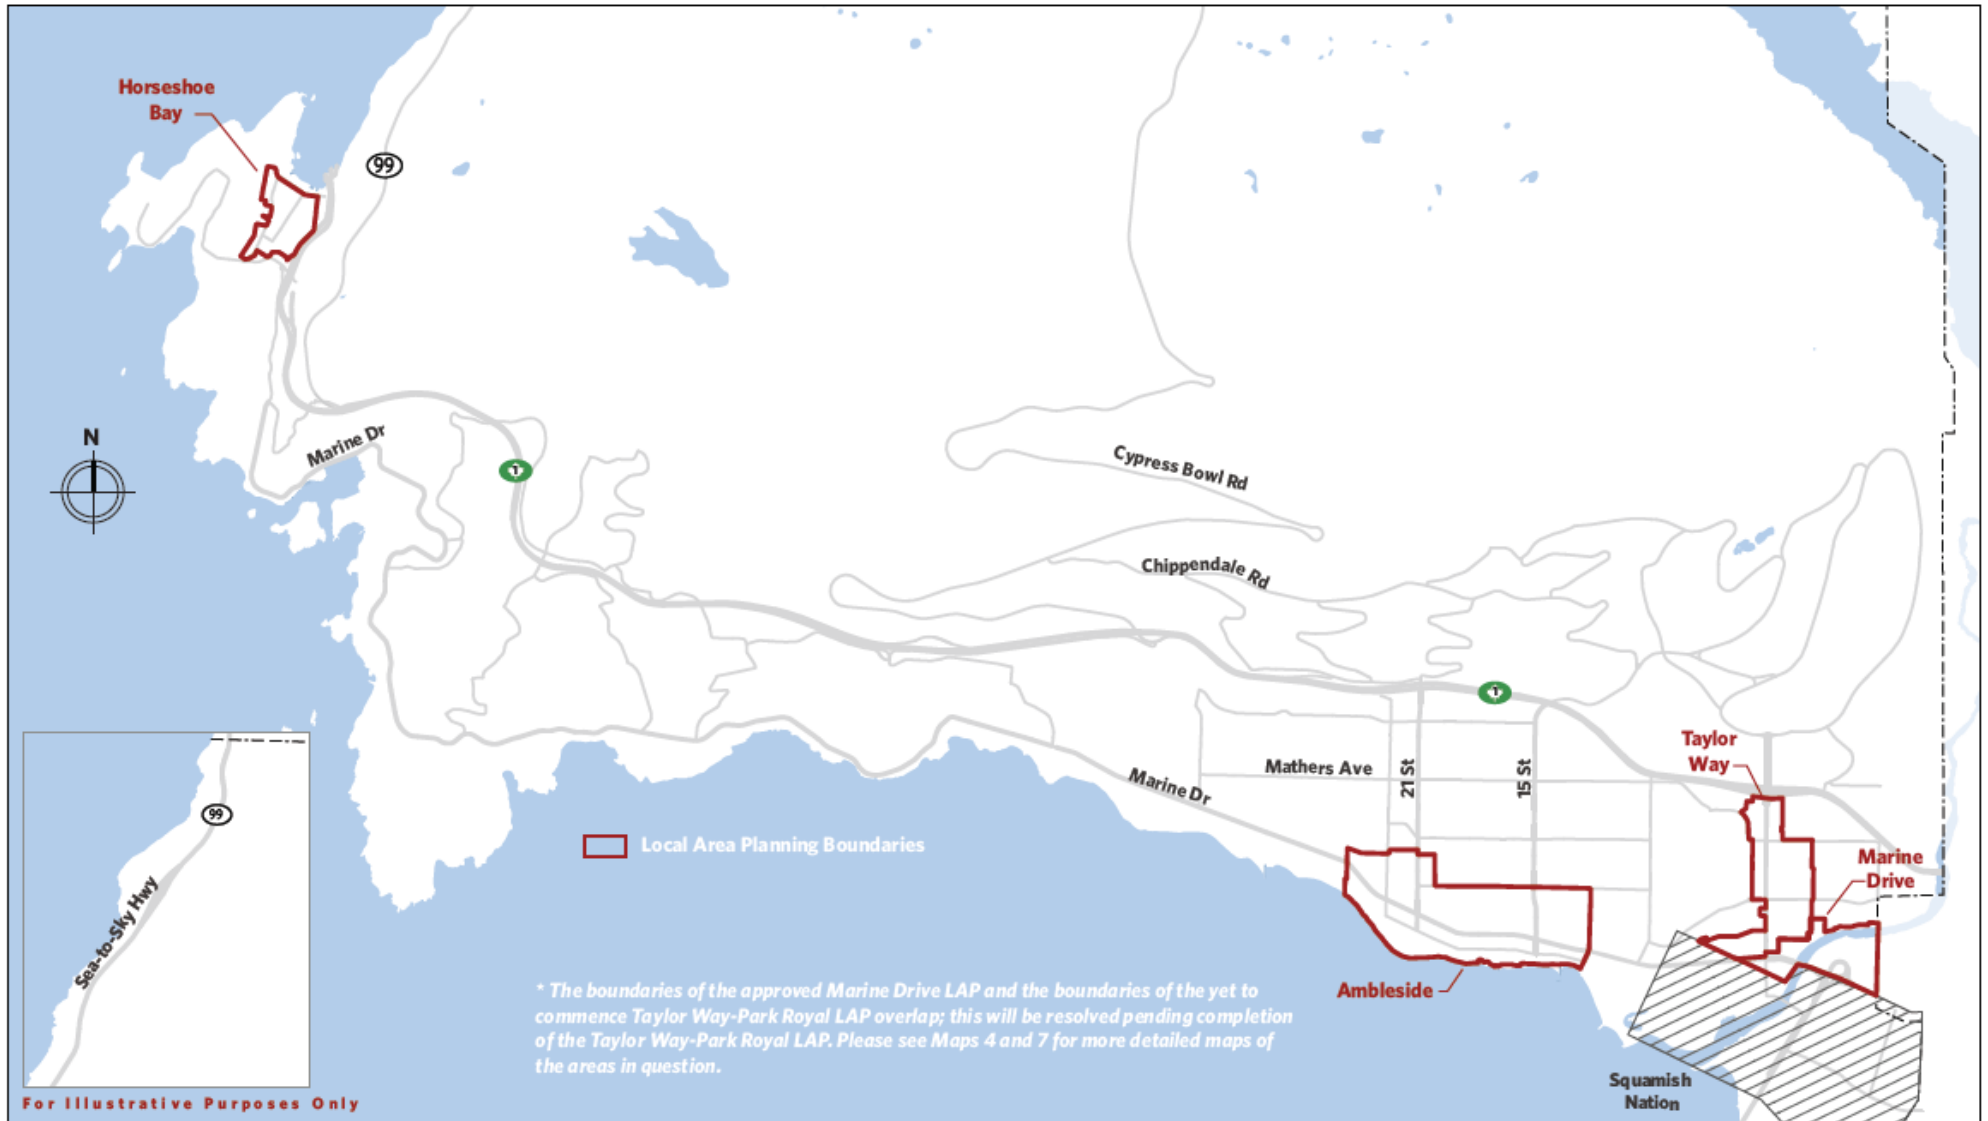 Horseshoe
Bay
99
N
Marine Dr
1
Cypress Bowl Rd
Chippendale Rd
1
Taylor
Way
Mathers Ave
21 St
15 St
Marine Dr
Marine
Drive
99
Sea-to-Sky Hwy
Local Area Planning Boundaries
Ambleside
* The boundaries of the approved Marine Drive LAP and the boundaries of the yet to
commence Taylor Way-Park Royal LAP overlap; this will be resolved pending completion
of the Taylor Way-Park Royal LAP. Please see Maps 4 and 7 for more detailed maps of
the areas in question.
Squamish
Nation
For Illustrative Purposes Only